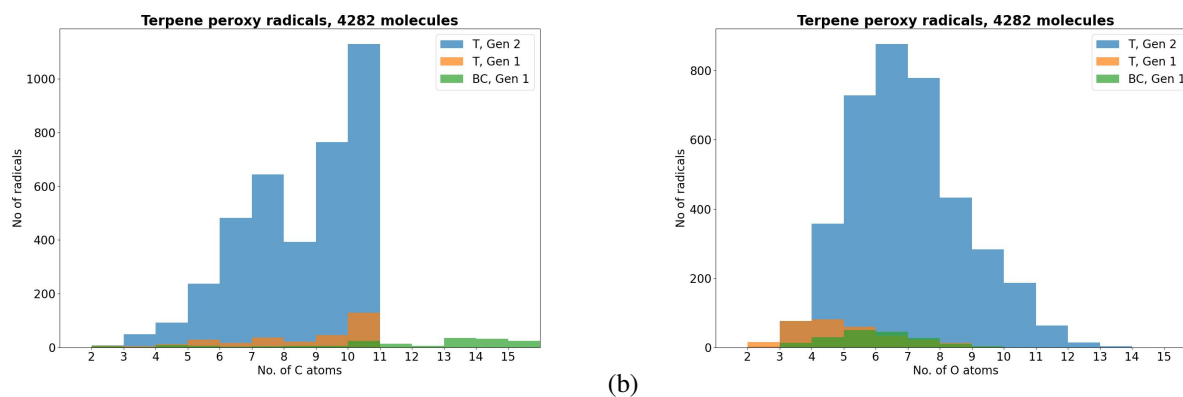 Terpene peroxy radicals, 4282 molecules
T, Gen 2
T, Gen 1
BC, Gen 1
No of radicals
1000
800
600
400
200
0
2 3 4 5 6 7 8 9 10 11 12 13 14 15
No. of C atoms
(b)
Terpene peroxy radicals, 4282 molecules
T, Gen 2
T, Gen 1
BC, Gen 1
No of radicals
800
600
400
200
0
2 3 4 5 6 7 8 9 10 11 12 13 14 15
No. of O atoms